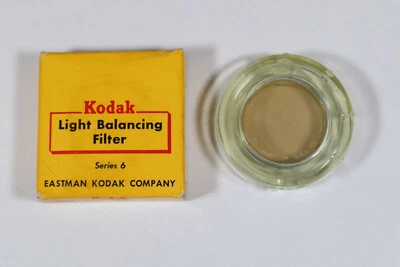 Kodak
Light Balancing
Filter
Series 6
EASTMAN KODAK COMPANY